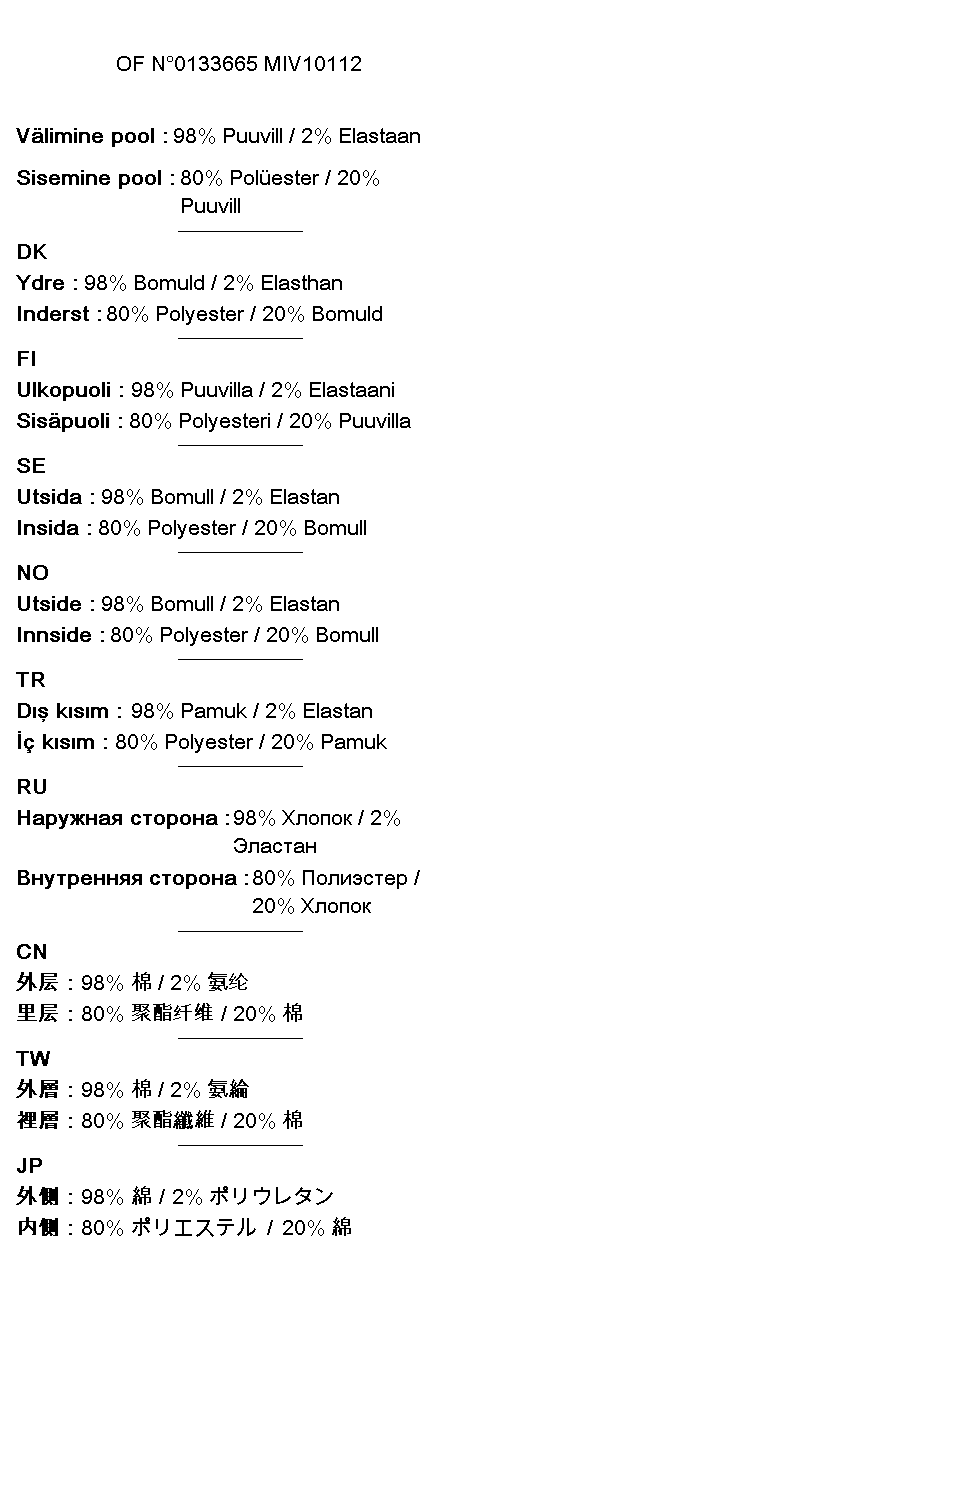 OF N°0133665 MIV10112
Välimine pool : 98% Puuvill / 2% Elastaan
Sisemine pool : 80% Polüester / 20%
Puuvill
DK
Ydre : 98% Bomuld / 2% Elasthan
Inderst : 80% Polyester / 20% Bomuld
FI
Ulkopuoli : 98% Puuvilla / 2% Elastaani
Sisäpuoli : 80% Polyesteri / 20% Puuvilla
SE
Utsida : 98% Bomull / 2% Elastan
Insida : 80% Polyester / 20% Bomull
NO
Utside : 98% Bomull / 2% Elastan
Innside : 80% Polyester / 20% Bomull
TR
Dış kısım : 98% Pamuk / 2% Elastan
İç kısım : 80% Polyester / 20% Pamuk
RU
Наружная сторона : 98% Хлопок / 2%
Эластан
Внутренняя сторона : 80% Полиэстер /
20% Хлопок
CN
外层 : 98% 棉 / 2% 氨纶
里层 : 80% 聚酯纤维 / 20% 棉
TW
外層 : 98% 棉 / 2% 氨綸
裡層 : 80% 聚酯纖維 / 20% 棉
JP
外側 : 98% 綿 / 2% ポリウレタン
内側 : 80% ポリエステル / 20% 綿